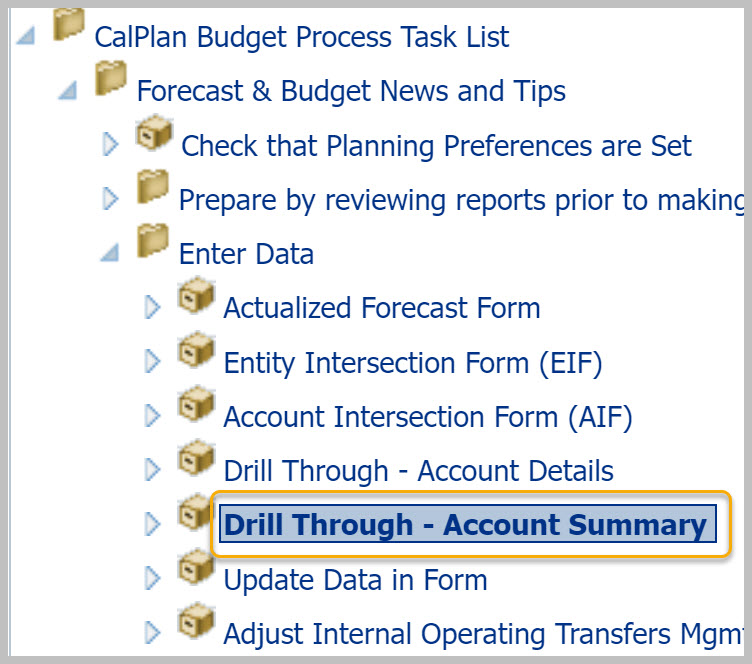 CalPlan Budget Process Task List
Forecast & Budget News and Tips
Check that Planning Preferences are Set
Prepare by reviewing reports prior to making
Enter Data
Actualized Forecast Form
Entity Intersection Form (EIF)
Account Intersection Form (AIF)
Drill Through - Account Details
Drill Through - Account Summary
Update Data in Form
Adjust Internal Operating Transfers Mgmt